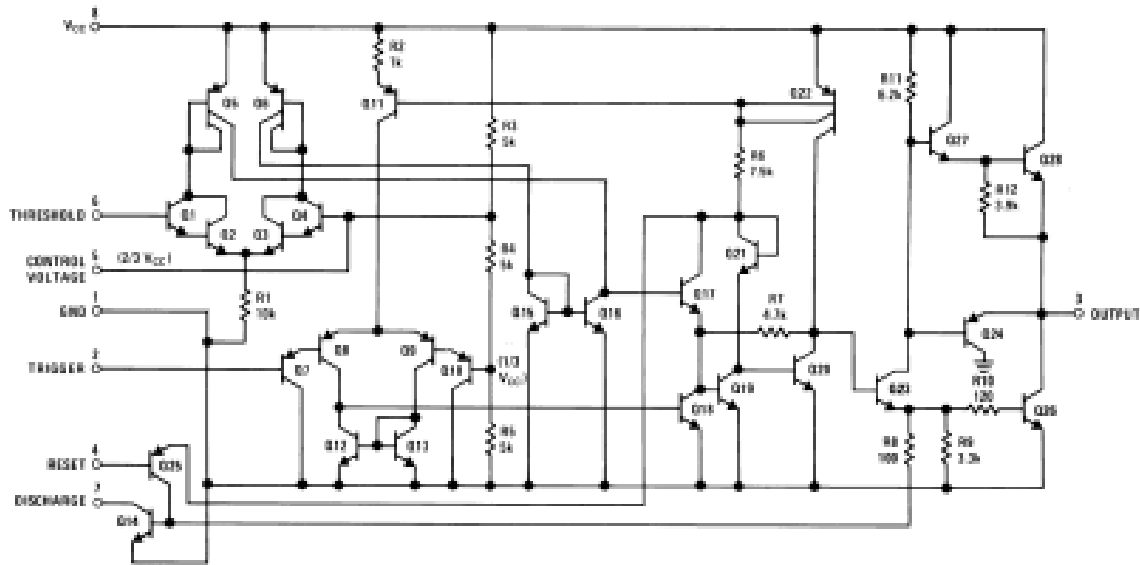 8
VCC
R2
1k
R11
6.2k
Q5
Q6
Q11
Q22
R3
5k
R6
7.5k
Q27
Q28
R12
3.9k
6
THRESHOLD
Q1
Q2
Q3
Q4
5
CONTROL
VOLTAGE
(2/3 VCC)
R4
5k
Q21
Q17
1
GND
R1
10k
Q15
Q16
R7
4.7k
3
OUTPUT
Q24
2
TRIGGER
Q7
Q8
Q9
Q10
(1/3
VCC)
Q18
Q19
Q20
Q23
R10
120
Q26
Q12
Q13
R5
5k
R8
100
R9
3.3k
4
RESET
Q25
7
DISCHARGE
Q14